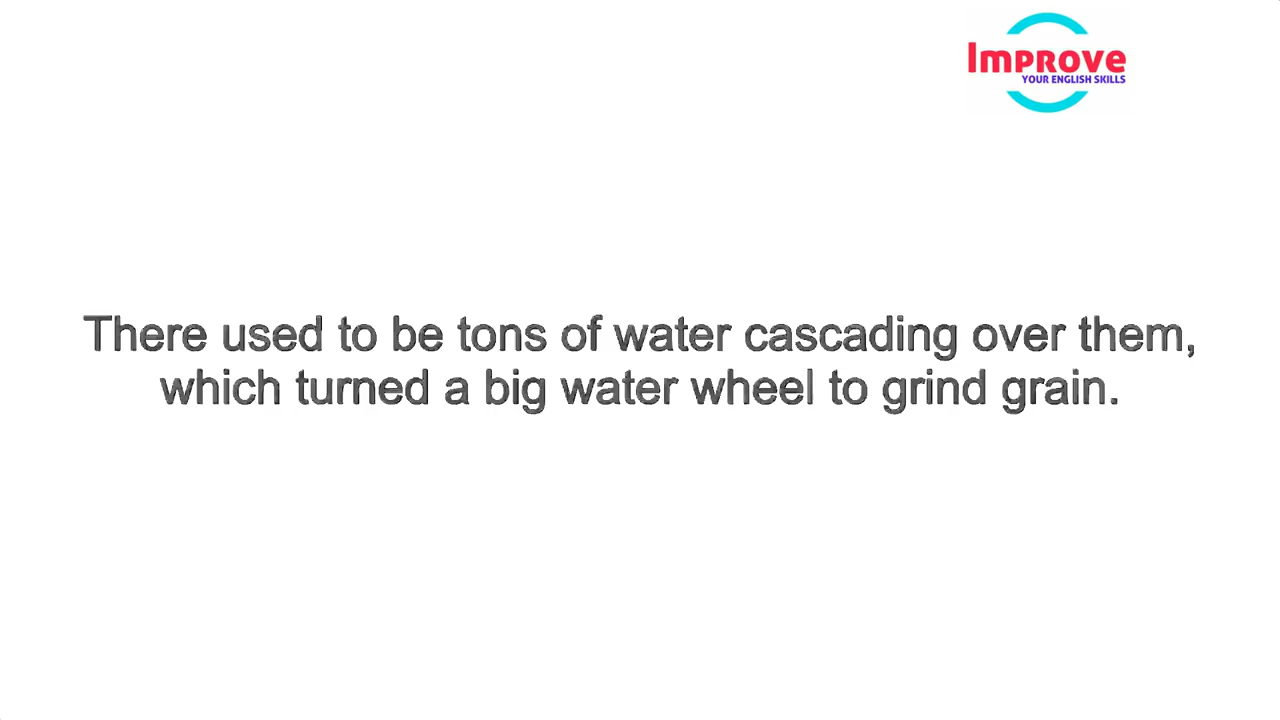 Improve
YOUR ENGLISH SKILLS
There used to be tons of water cascading over them,
which turned a big water wheel to grind grain.